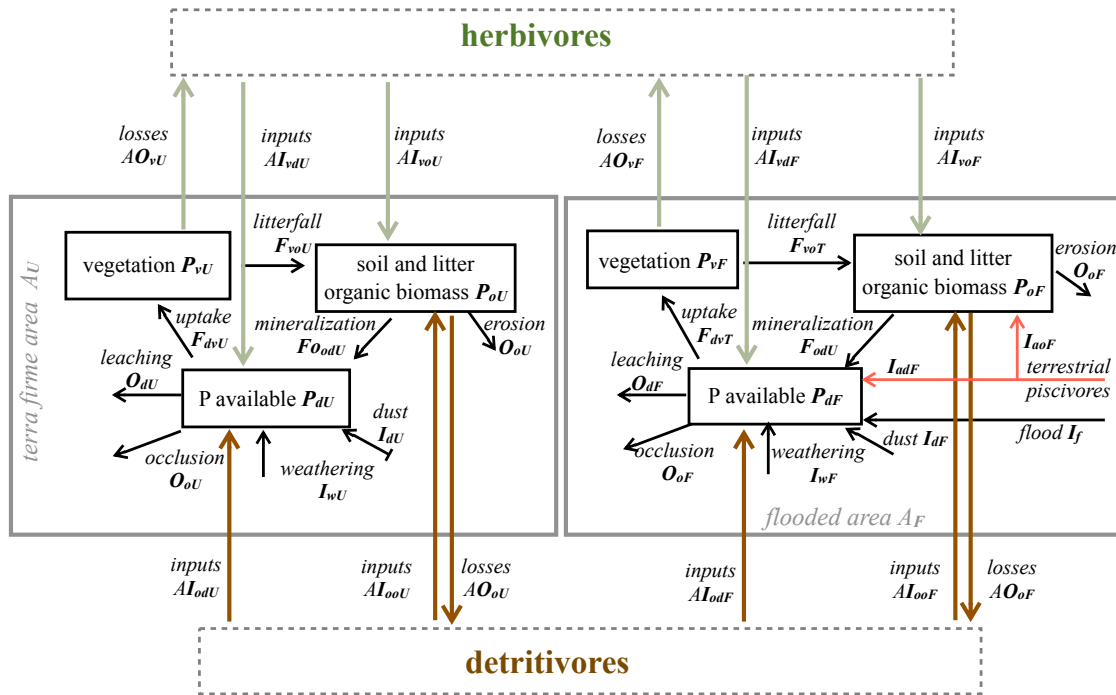 herbivores
losses
AOvU
inputs
AIvdU
inputs
AIvoU
losses
AOvF
inputs
AIvdF
inputs
AIvoF
terra firme area AU
vegetation PvU
litterfall
FvoU
soil and litter
organic biomass PoU
uptake
FdvU
mineralization
FoodU
erosion
OoU
leaching
OdU
P available PdU
dust
IdU
occlusion
OoU
weathering
IwU
vegetation PvF
litterfall
FvoT
soil and litter
organic biomass PoF
erosion
OoF
uptake
FdvT
mineralization
FodU
IaoF
leaching
OdF
P available PdF
IadF
terrestrial
piscivores
occlusion
OoF
weathering
IwF
dust IdF
flood If
flooded area AF
inputs
AIodU
inputs
AIooU
losses
AOoU
inputs
AIodF
inputs
AIooF
losses
AOoF
detritivores